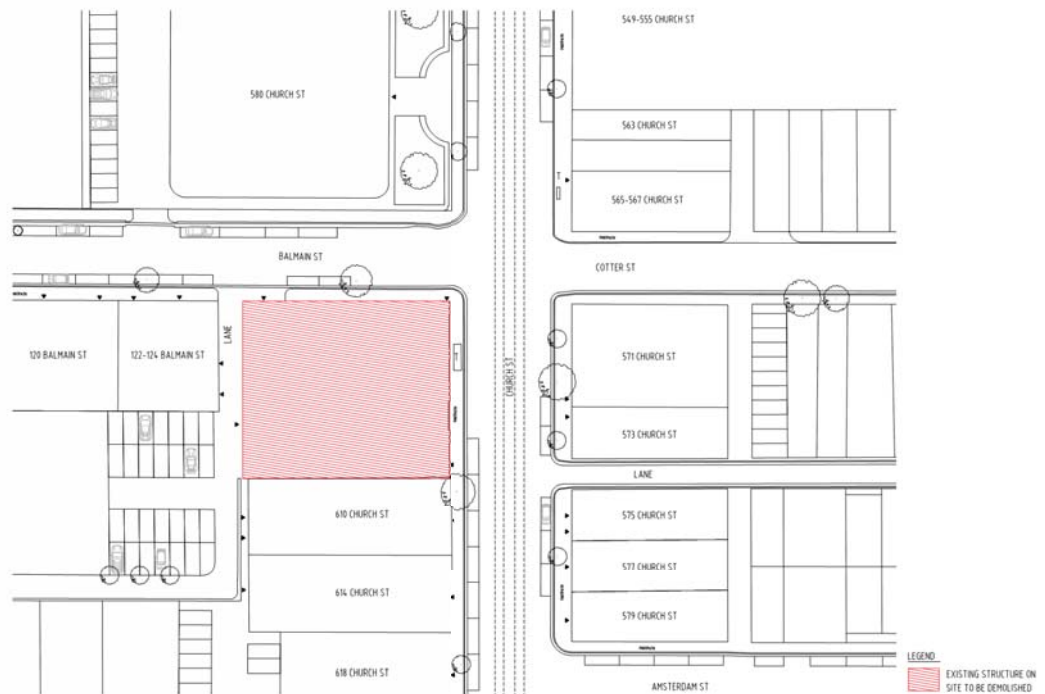 549-555 CHURCH ST
580 CHURCH ST
563 CHURCH ST
T
565-567 CHURCH ST
BALMAIN ST
COTTER ST
120 BALMAIN ST
122-124 BALMAIN ST
LANE
T
CHURCH ST
571 CHURCH ST
573 CHURCH ST
LANE
610 CHURCH ST
575 CHURCH ST
577 CHURCH ST
614 CHURCH ST
579 CHURCH ST
618 CHURCH ST
AMSTERDAM ST
LEGEND
EXISTING STRUCTURE ON
SITE TO BE DEMOLISHED